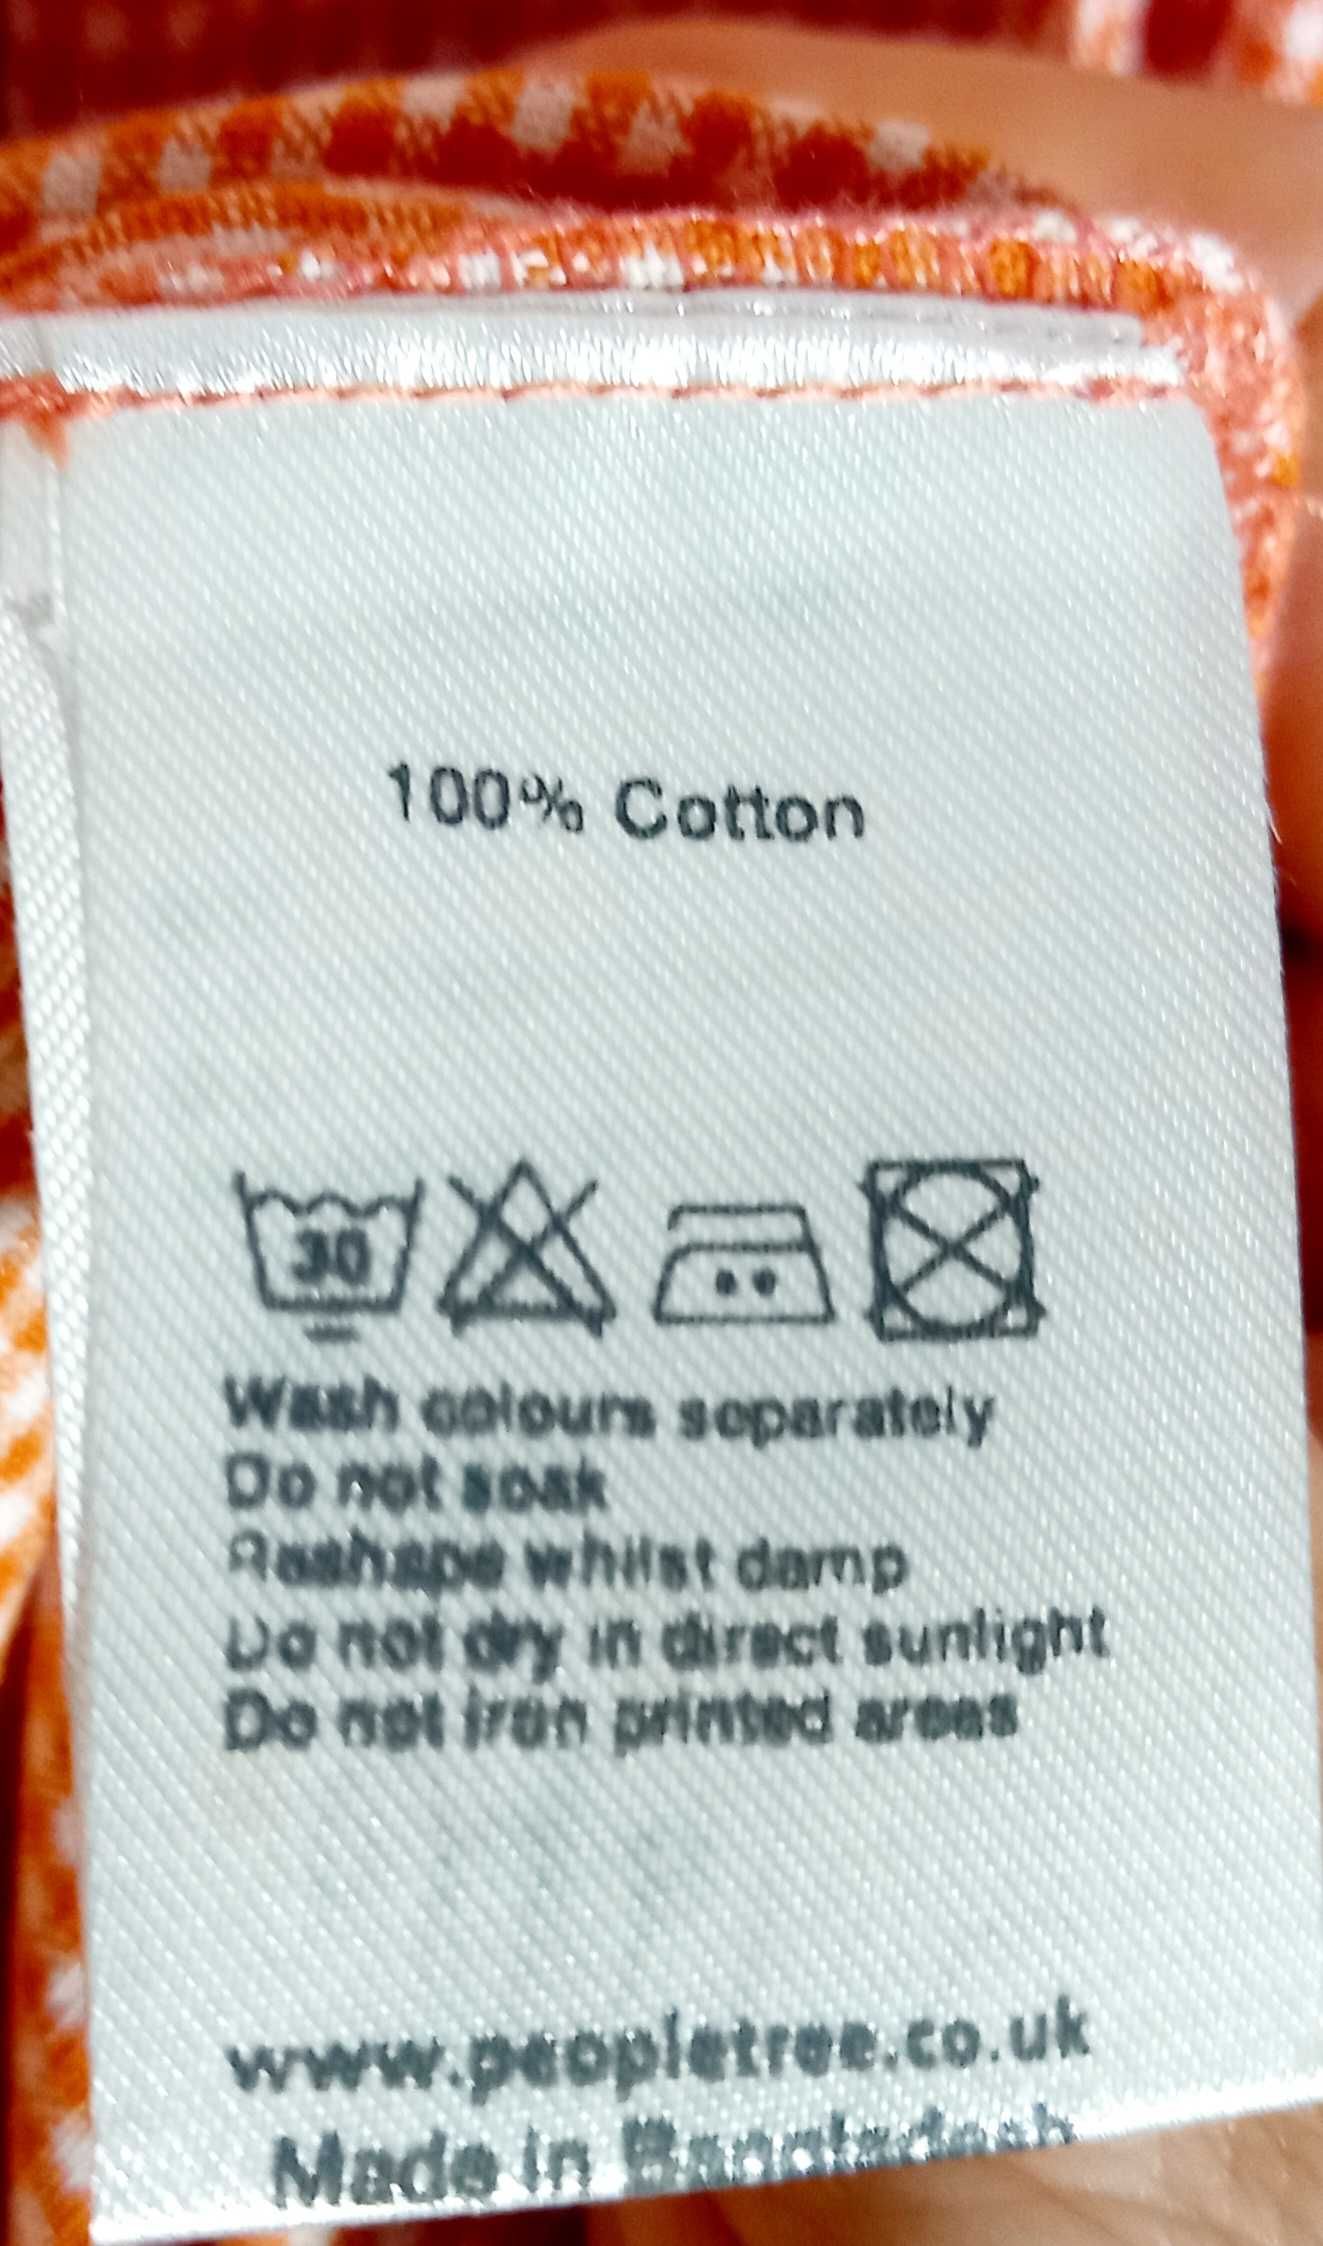 100% Cotton
30
Wash colours separately
Do not soak
Reshape whilst damp
Do not dry in direct sunlight
Do not iron printed areas
www.peopletree.co.uk
Made in Bangladesh